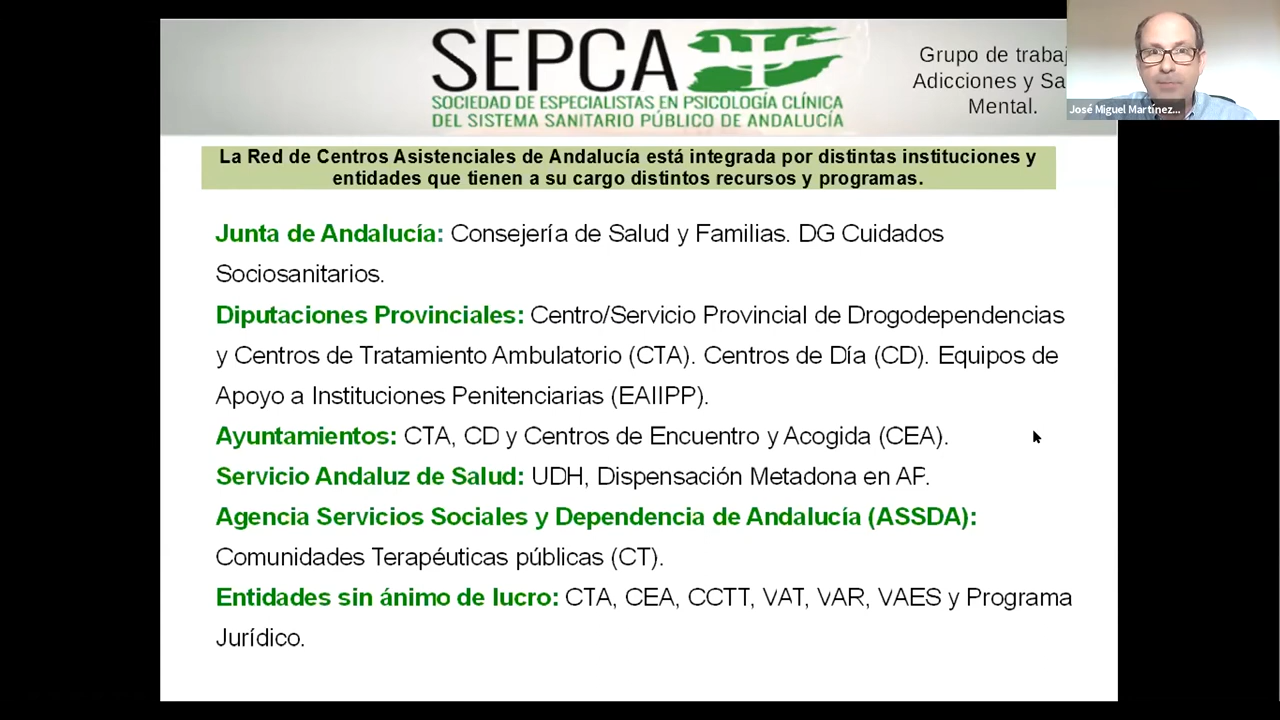 SEPCA
SOCIEDAD DE ESPECIALISTAS EN PSICOLOGÍA CLÍNICA
DEL SISTEMA SANITARIO PÚBLICO DE ANDALUCÍA
Grupo de trabaj
Adicciones y Sa
Mental.
José Miguel Martínez...
La Red de Centros Asistenciales de Andalucía está integrada por distintas instituciones y
entidades que tienen a su cargo distintos recursos y programas.
Junta de Andalucía: Consejería de Salud y Familias. DG Cuidados
Sociosanitarios.
Diputaciones Provinciales: Centro/Servicio Provincial de Drogodependencias
y Centros de Tratamiento Ambulatorio (CTA). Centros de Día (CD). Equipos de
Apoyo a Instituciones Penitenciarias (EAIIPP).
Ayuntamientos: CTA, CD y Centros de Encuentro y Acogida (CEA).
Servicio Andaluz de Salud: UDH, Dispensación Metadona en AP.
Agencia Servicios Sociales y Dependencia de Andalucía (ASSDA):
Comunidades Terapéuticas públicas (CT).
Entidades sin ánimo de lucro: CTA, CEA, CCTT, VAT, VAR, VAES y Programa
Jurídico.